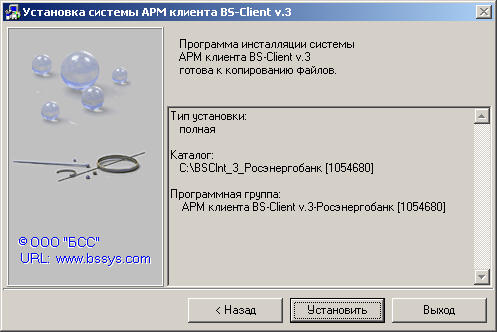 Установка системы АРМ клиента BS-Client v.3
Программа инсталляции системы
АРМ клиента BS-Client v.3
готова к копированию файлов.
Тип установки:
полная
Каталог:
C:\BSClnt_3_Росэнергобанк [1054680]
Программная группа:
АРМ клиента BS-Client v.3-Росэнергобанк [1054680]
© ООО "БСС"
URL: www.bssys.com
< Назад
Установить
Выход